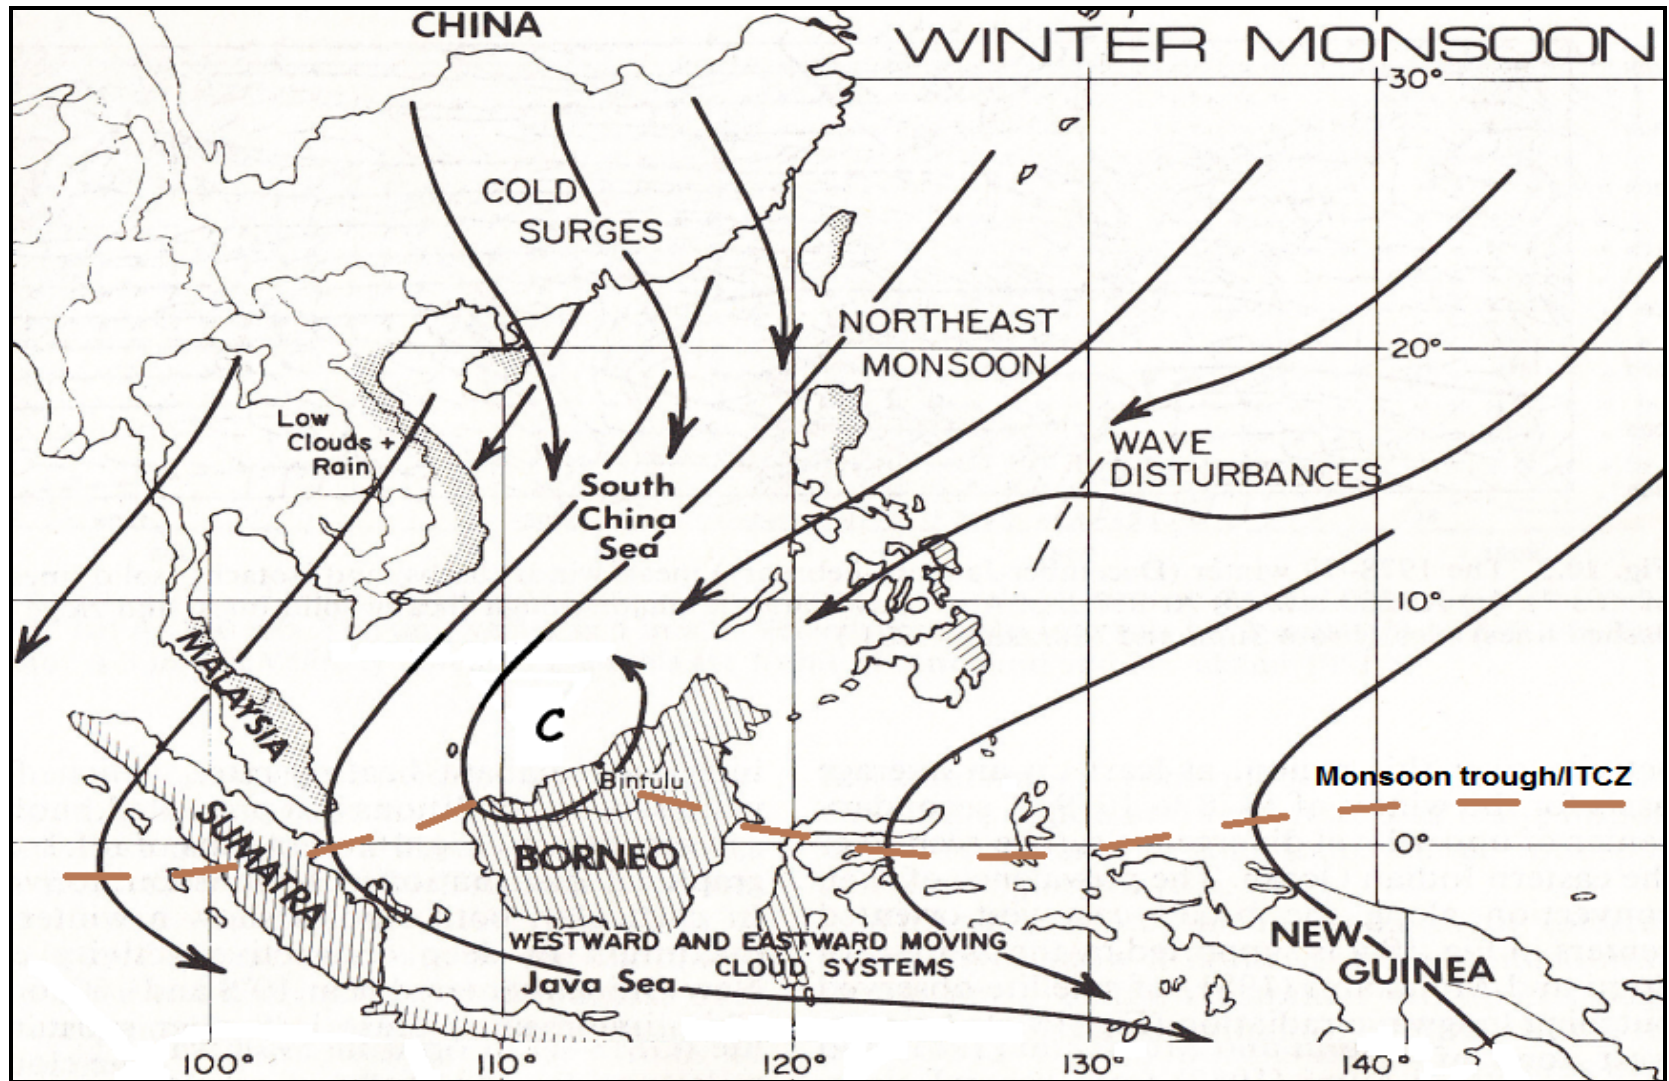 CHINA
WINTER MONSOON
30°
COLD
SURGES
NORTHEAST
MONSOON
20°
Low
Clouds +
Rain
WAVE
DISTURBANCES
South
China
Sea
10°
MALAYSIA
C
Bintulu
Monsoon trough/ITCZ
SUMATRA
BORNEO
0°
WESTWARD AND EASTWARD MOVING
CLOUD SYSTEMS
NEW
GUINEA
Java Sea
100°
110°
120°
130°
140°
10°